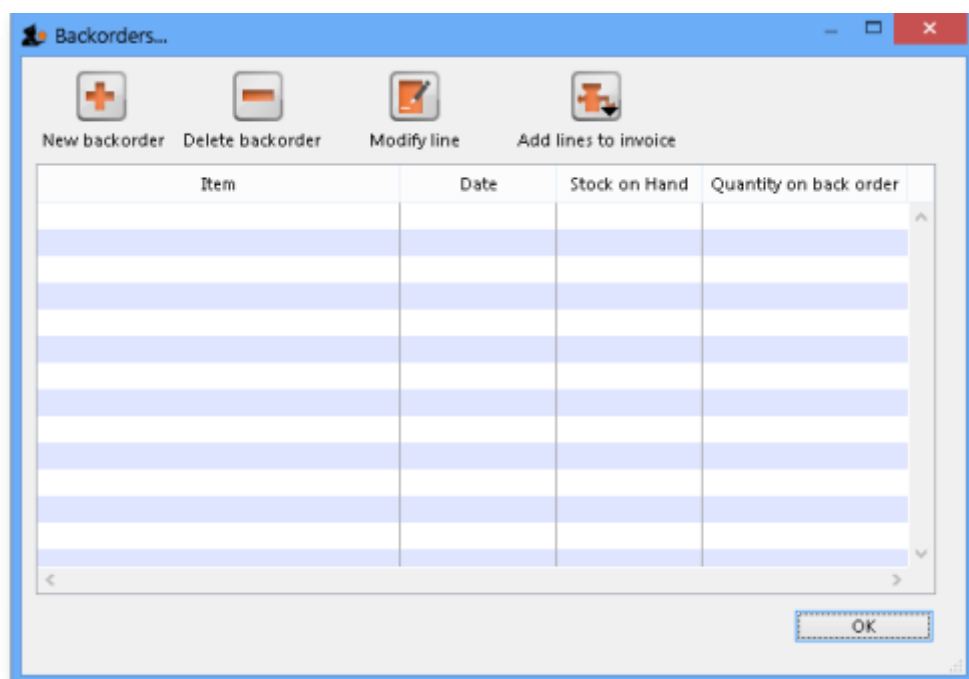 Backorders...
New backorder Delete backorder Modify line Add lines to invoice
Item Date Stock on Hand Quantity on back order
OK